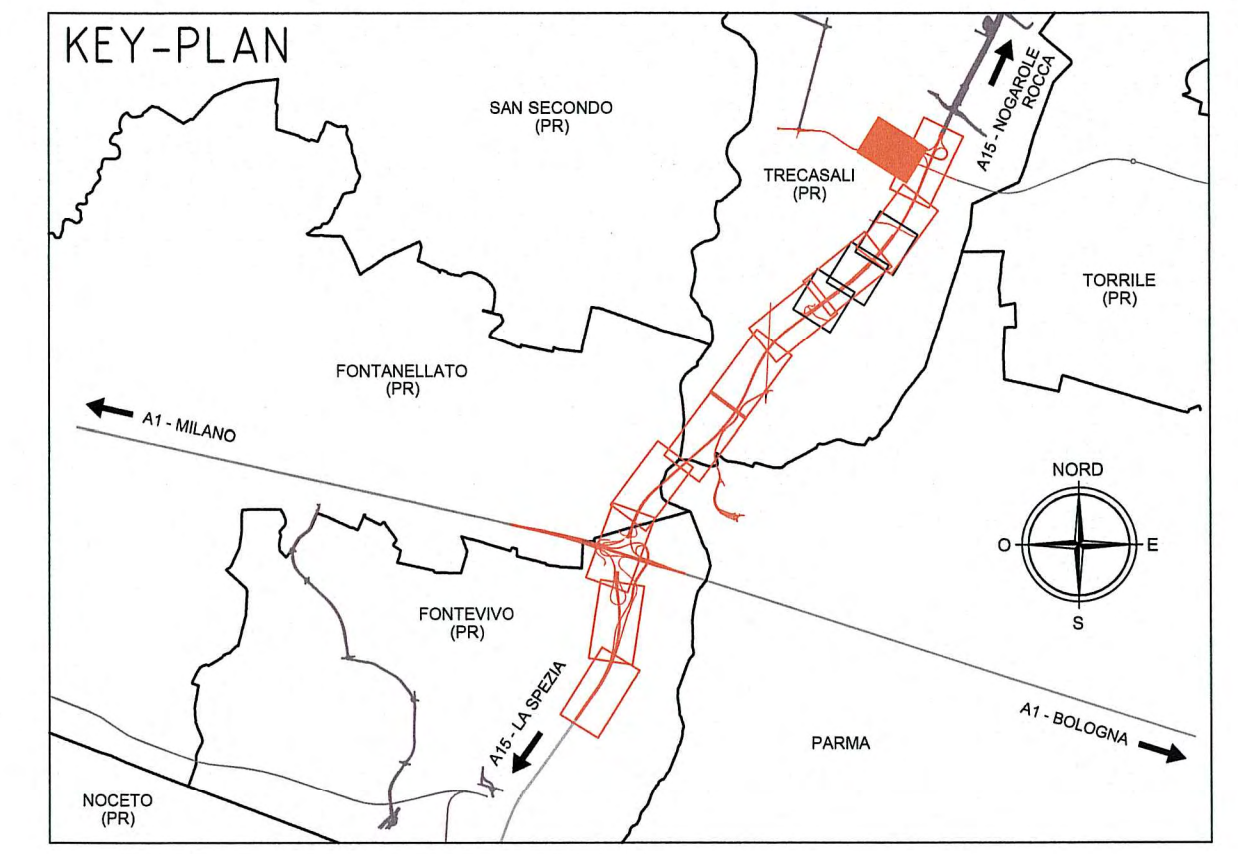 KEY-PLAN
SAN SECONDO
(PR)
A15 - NOGAROLE
ROCCA
TRECASALI
(PR)
TORRILE
(PR)
FONTANELLATO
(PR)
A1 - MILANO
NORD
O
E
S
FONTEVIVO
(PR)
A15 - LA SPEZIA
A1 - BOLOGNA
PARMA
NOCETO
(PR)